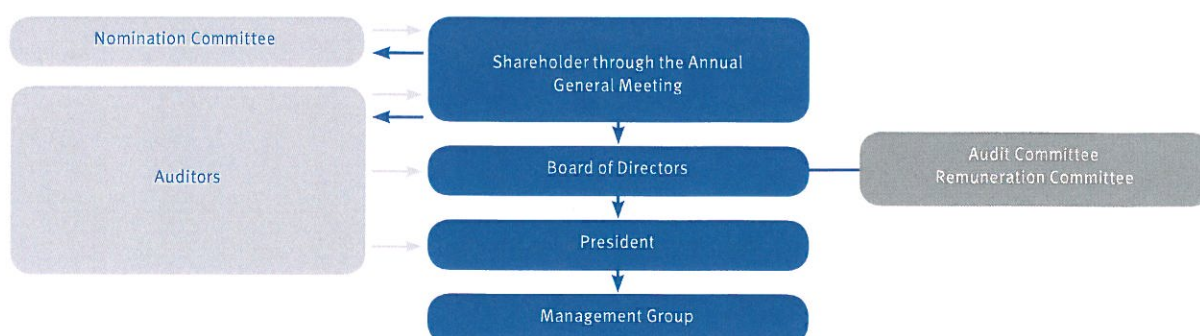 Nomination Committee
Shareholder through the Annual
General Meeting
Auditors
Board of Directors
Audit Committee
Remuneration Committee
President
Management Group